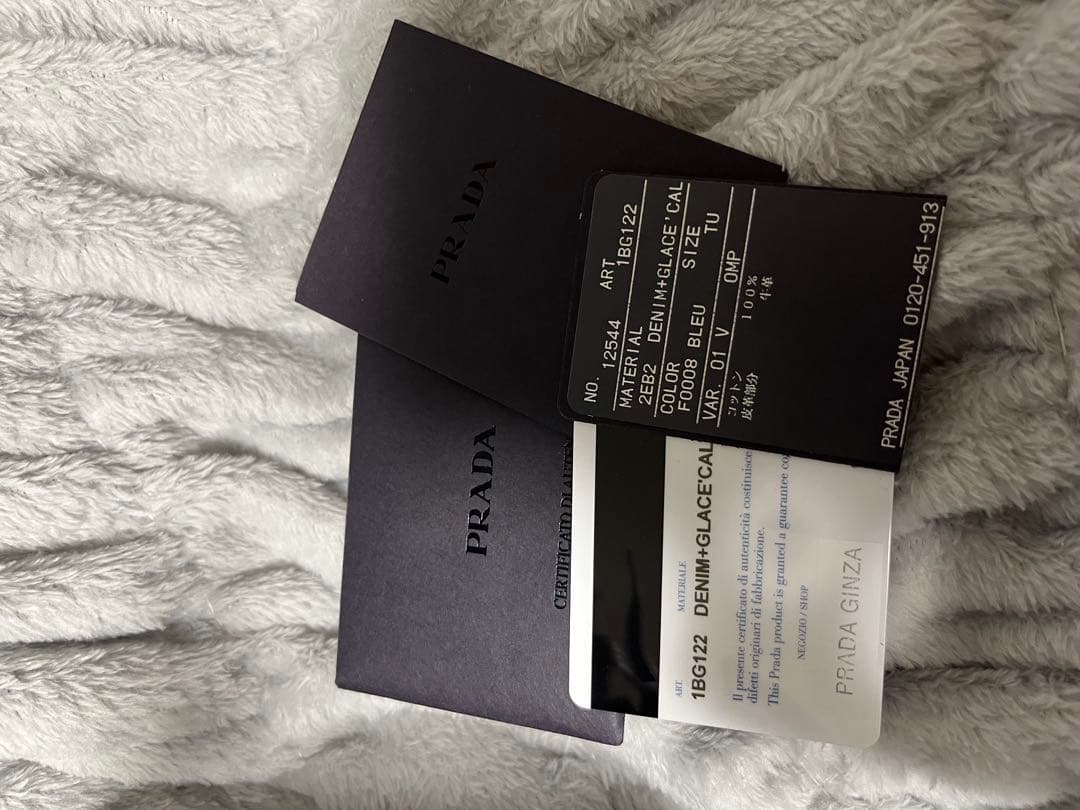 PRADA
PRADA
CERTIFICATO DI AUTEN
NO. 12544 ART 1BG122
MATERIAL
2EB2 DENIM+GLACE'CAL
COLOR SIZE
F0008 BLEU TU
VAR. 01 V OMP
コットン 100%
皮革部分 牛革
PRADA JAPAN 0120-451-913
ART. MATERIALE
1BG122 DENIM+GLACE'CAL
Il presente certificato di autenticità costituisce
difetti originari di fabbricazione.
This Prada product is granted a guarantee co
NEGOZIO / SHOP
PRADA GINZA